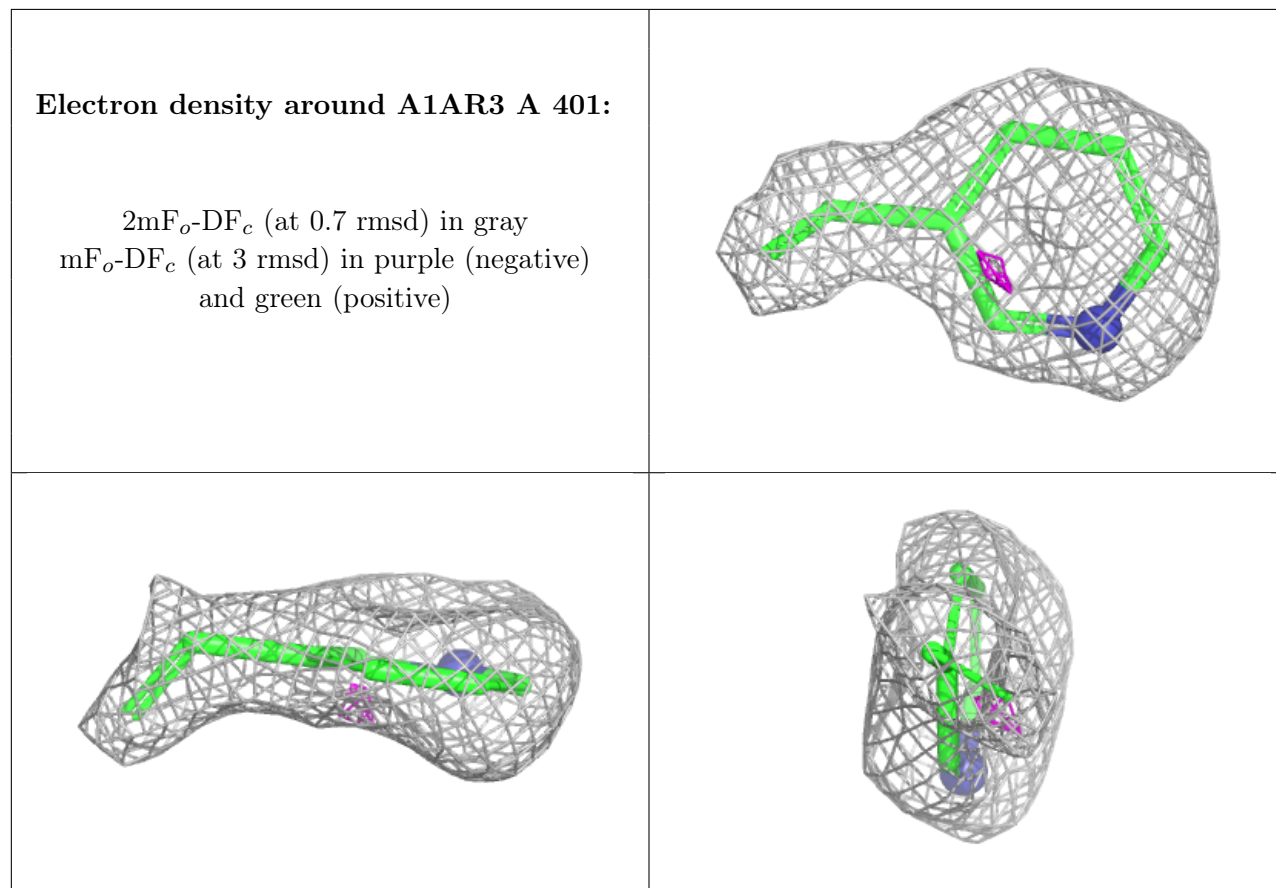 Electron density around A1AR3 A 401:
2mFo-DFc (at 0.7 rmsd) in gray
mFo-DFc (at 3 rmsd) in purple (negative)
and green (positive)